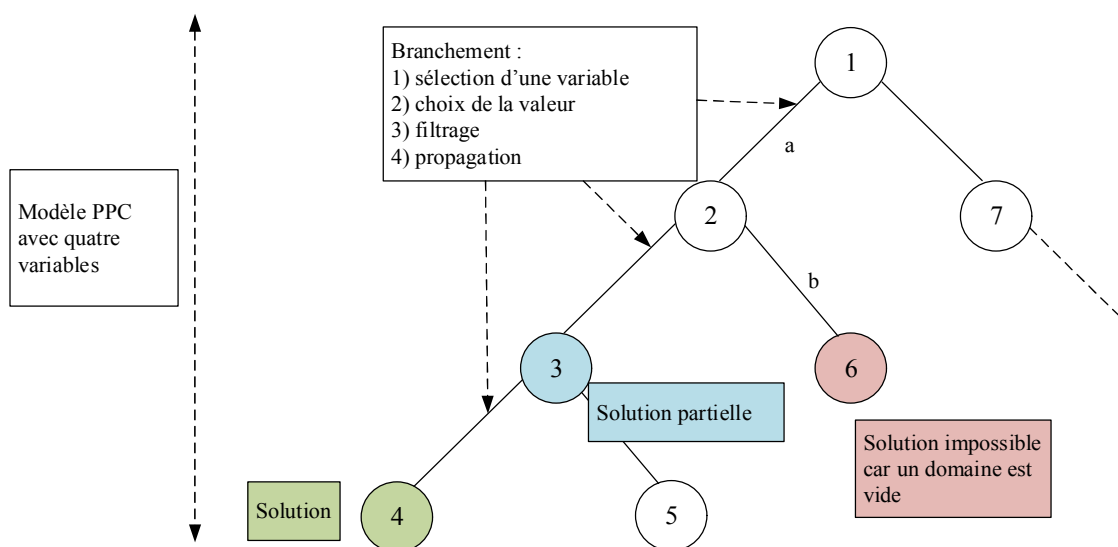 Branchement :
1) sélection d’une variable
2) choix de la valeur
3) filtrage
4) propagation
1
a
Modèle PPC
avec quatre
variables
2
7
b
3
6
Solution partielle
Solution impossible
car un domaine est
vide
Solution
4
5